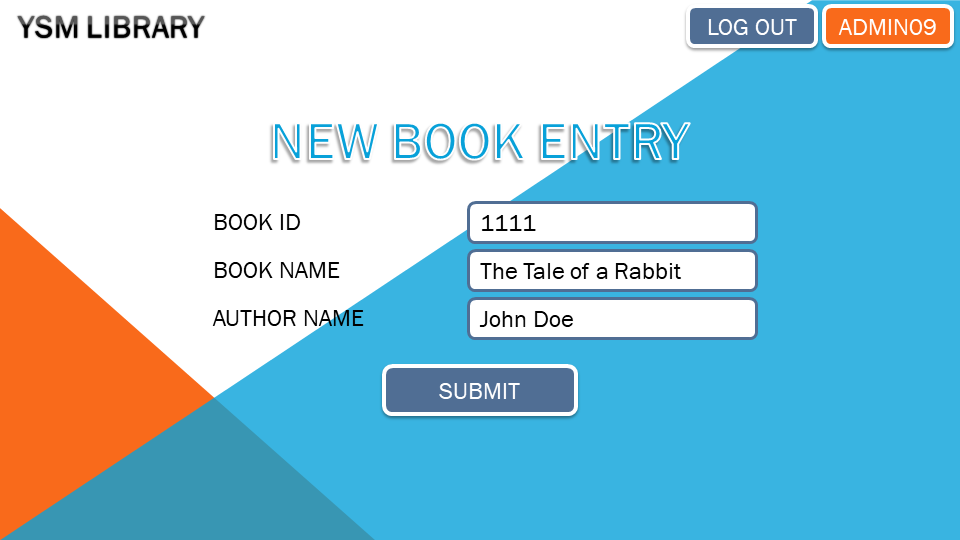 YSM LIBRARY
LOG OUT
ADMIN09
NEW BOOK ENTRY
BOOK ID
1111
BOOK NAME
The Tale of a Rabbit
AUTHOR NAME
John Doe
SUBMIT